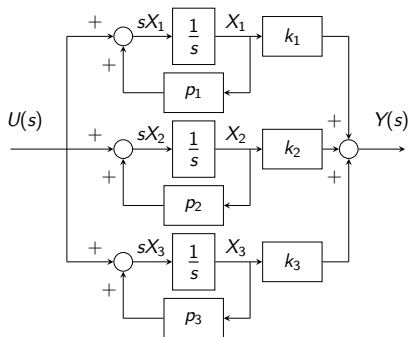 + sX₁ 1/s X₁ k₁
+ p₁
U(s) + sX₂ 1/s X₂ + k₂ Y(s)
+ p₂ +
+ sX₃ 1/s X₃ k₃
+ p₃